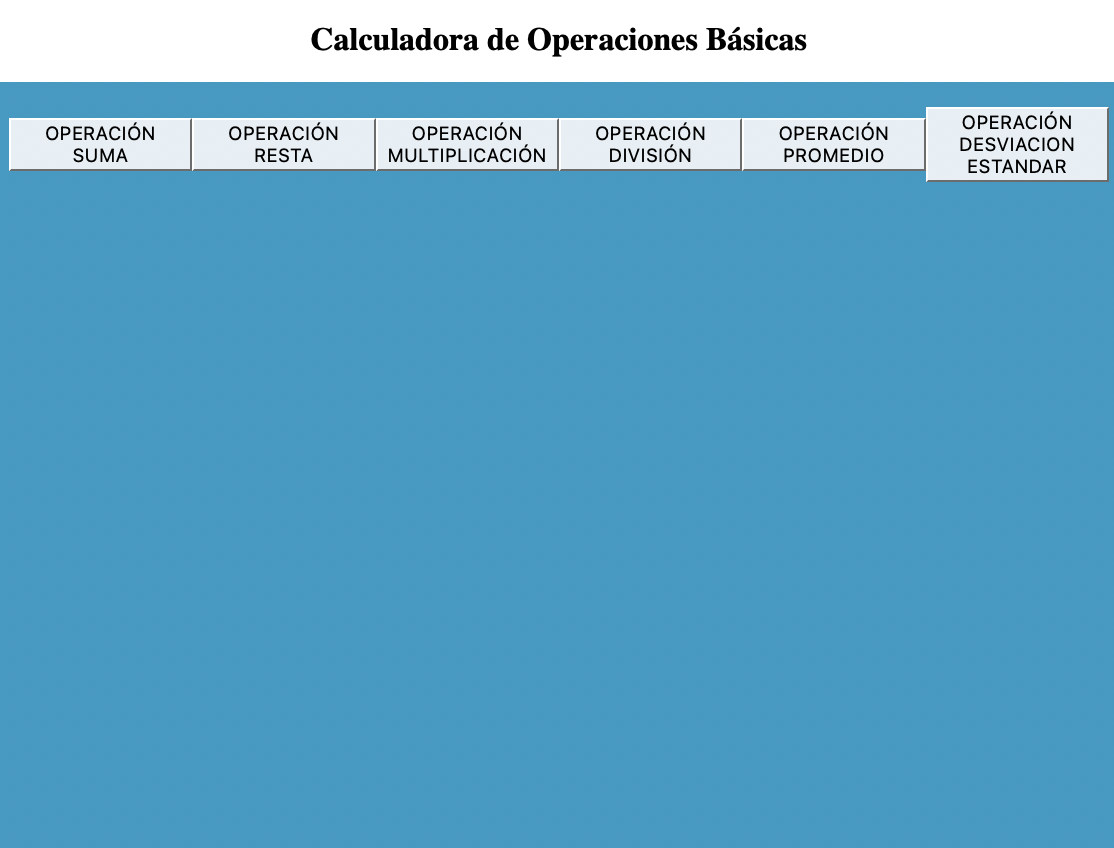 Calculadora de Operaciones Básicas
OPERACIÓN
SUMA
OPERACIÓN
RESTA
OPERACIÓN
MULTIPLICACIÓN
OPERACIÓN
DIVISIÓN
OPERACIÓN
PROMEDIO
OPERACIÓN
DESVIACION
ESTANDAR